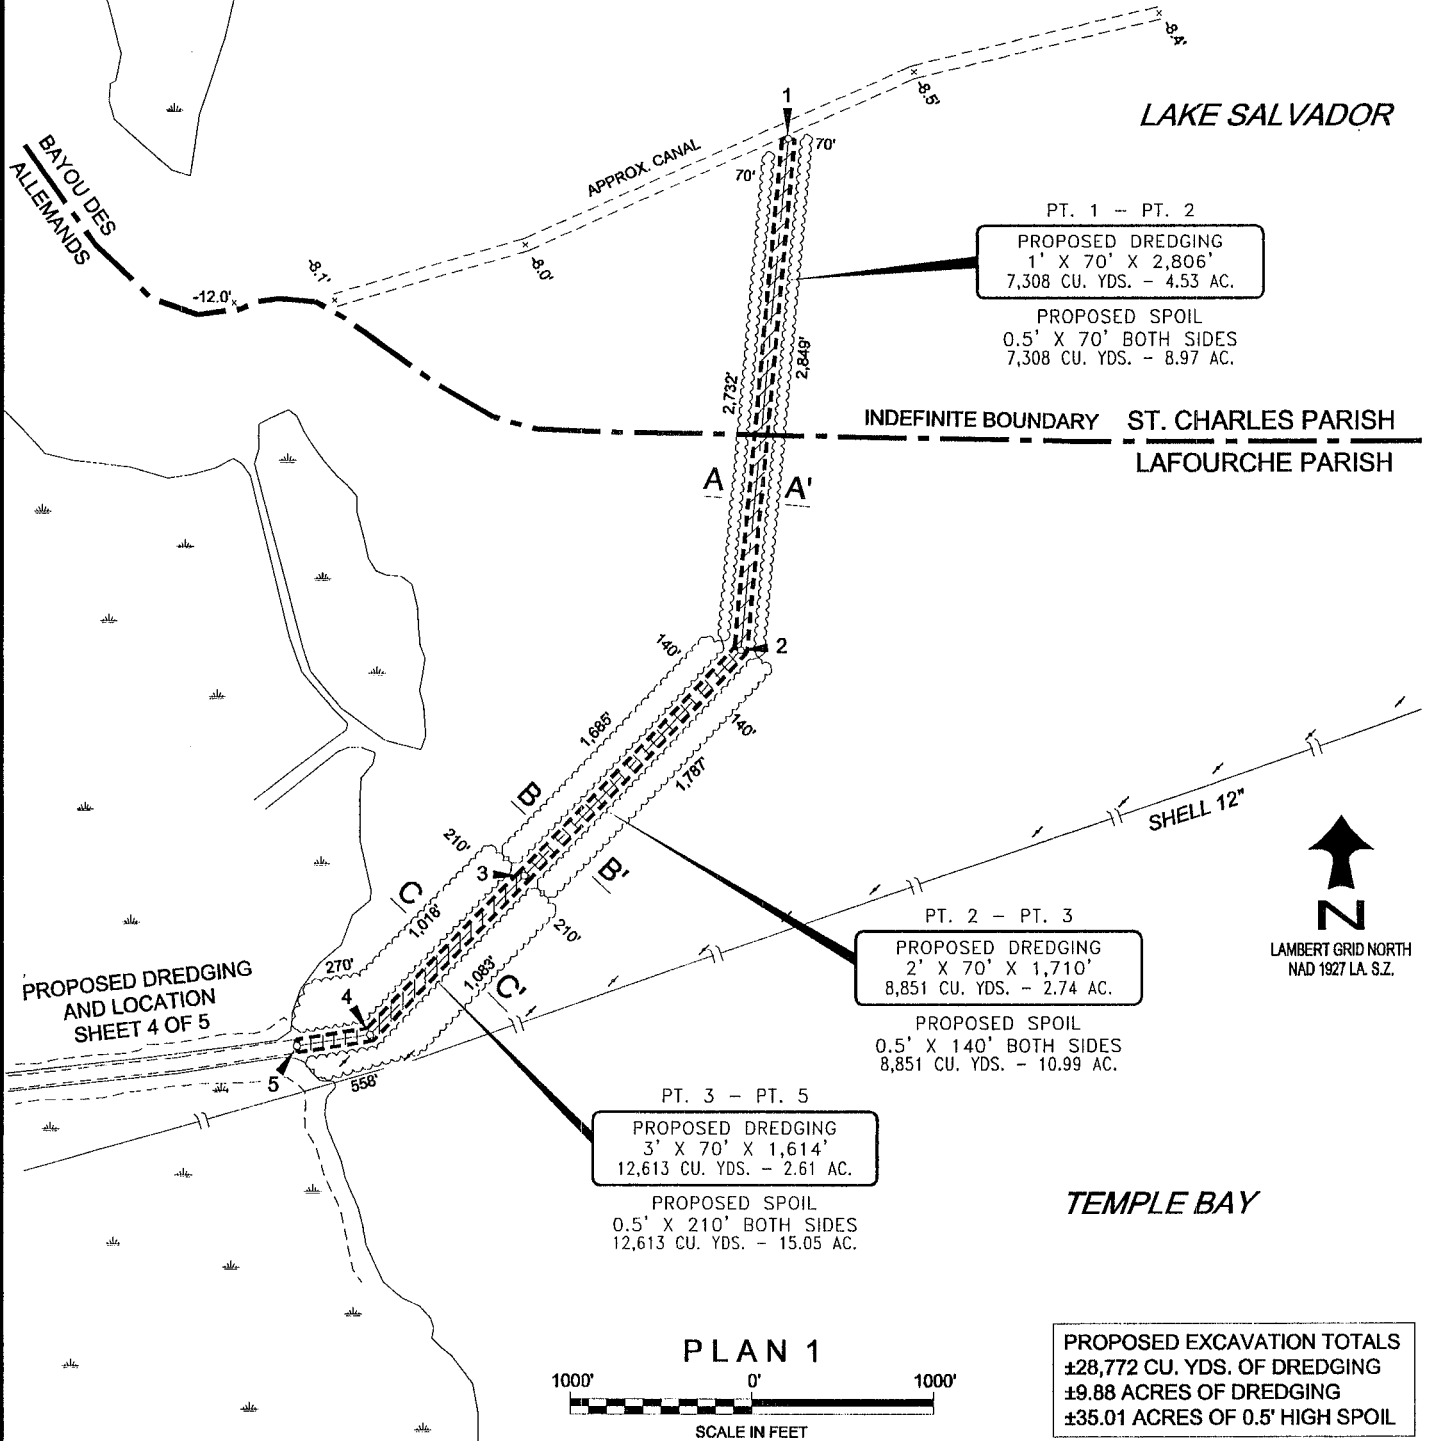 -8.4'
-8.5'
1
LAKE SALVADOR
70'
70'
APPROX. CANAL
BAYOU DES
ALLEMANDS
-8.0'
-8.1'
-12.0'
PT. 1 - PT. 2
PROPOSED DREDGING
1' X 70' X 2,806'
7,308 CU. YDS. - 4.53 AC.
PROPOSED SPOIL
0.5' X 70' BOTH SIDES
7,308 CU. YDS. - 8.97 AC.
2,732'
2,849'
INDEFINITE BOUNDARY
ST. CHARLES PARISH
LAFOURCHE PARISH
A
A'
2
140'
140'
1,685'
1,787'
B
B'
SHELL 12"
210'
3
C
1,018'
210'
270'
1,083'
C'
4
PROPOSED DREDGING
AND LOCATION
SHEET 4 OF 5
5
558'
N
LAMBERT GRID NORTH
NAD 1927 LA. S.Z.
PT. 2 - PT. 3
PROPOSED DREDGING
2' X 70' X 1,710'
8,851 CU. YDS. - 2.74 AC.
PROPOSED SPOIL
0.5' X 140' BOTH SIDES
8,851 CU. YDS. - 10.99 AC.
PT. 3 - PT. 5
PROPOSED DREDGING
3' X 70' X 1,614'
12,613 CU. YDS. - 2.61 AC.
PROPOSED SPOIL
0.5' X 210' BOTH SIDES
12,613 CU. YDS. - 15.05 AC.
TEMPLE BAY
PLAN 1
1000' 0' 1000'
SCALE IN FEET
PROPOSED EXCAVATION TOTALS
±28,772 CU. YDS. OF DREDGING
±9.88 ACRES OF DREDGING
±35.01 ACRES OF 0.5' HIGH SPOIL